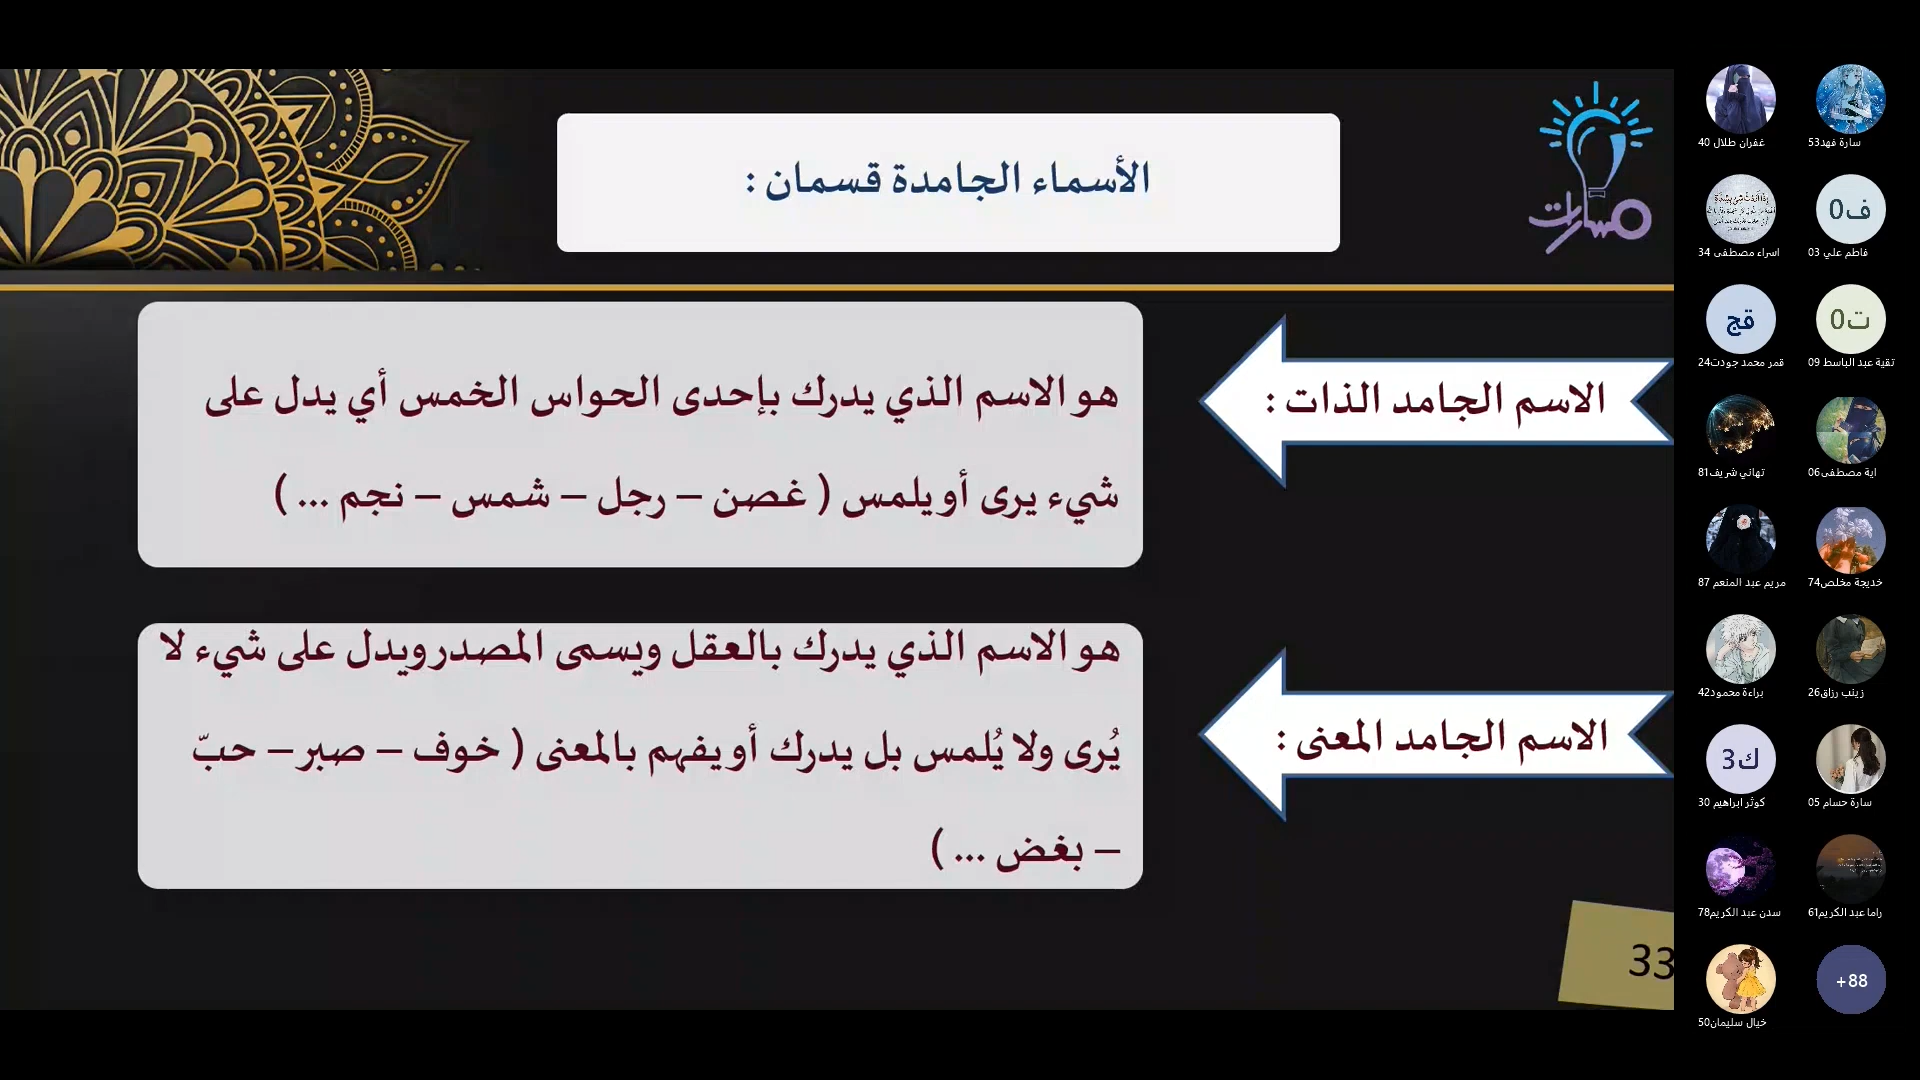 الأسماء الجامدة قسمان :
مسارات
الاسم الجامد الذات :
هو الاسم الذي يدرك بإحدى الحواس الخمس أي يدل على
شيء يرى أو يلمس ( غصن – رجل – شمس – نجم ... )
الاسم الجامد المعنى :
هو الاسم الذي يدرك بالعقل ويسمى المصدر ويدل على شيء لا
يُرى ولا يُلمس بل يدرك أو يفهم بالمعنى ( خوف – صبر – حبّ
– بغض ... )
33
غفران طلال 40
سارة فهد53
اسراء مصطفى 34
ف0
فاطم علي 03
قج
قمر محمد جودت24
ت0
تقية عبد الباسط 09
تهاني شريف81
اية مصطفى06
مريم عبد المنعم 87
خديجة مخلص74
براءة محمود42
زينب رزاق26
ك3
كوثر ابراهيم 30
سارة حسام 05
سدن عبد الكريم78
راما عبد الكريم61
خيال سليمان50
+88